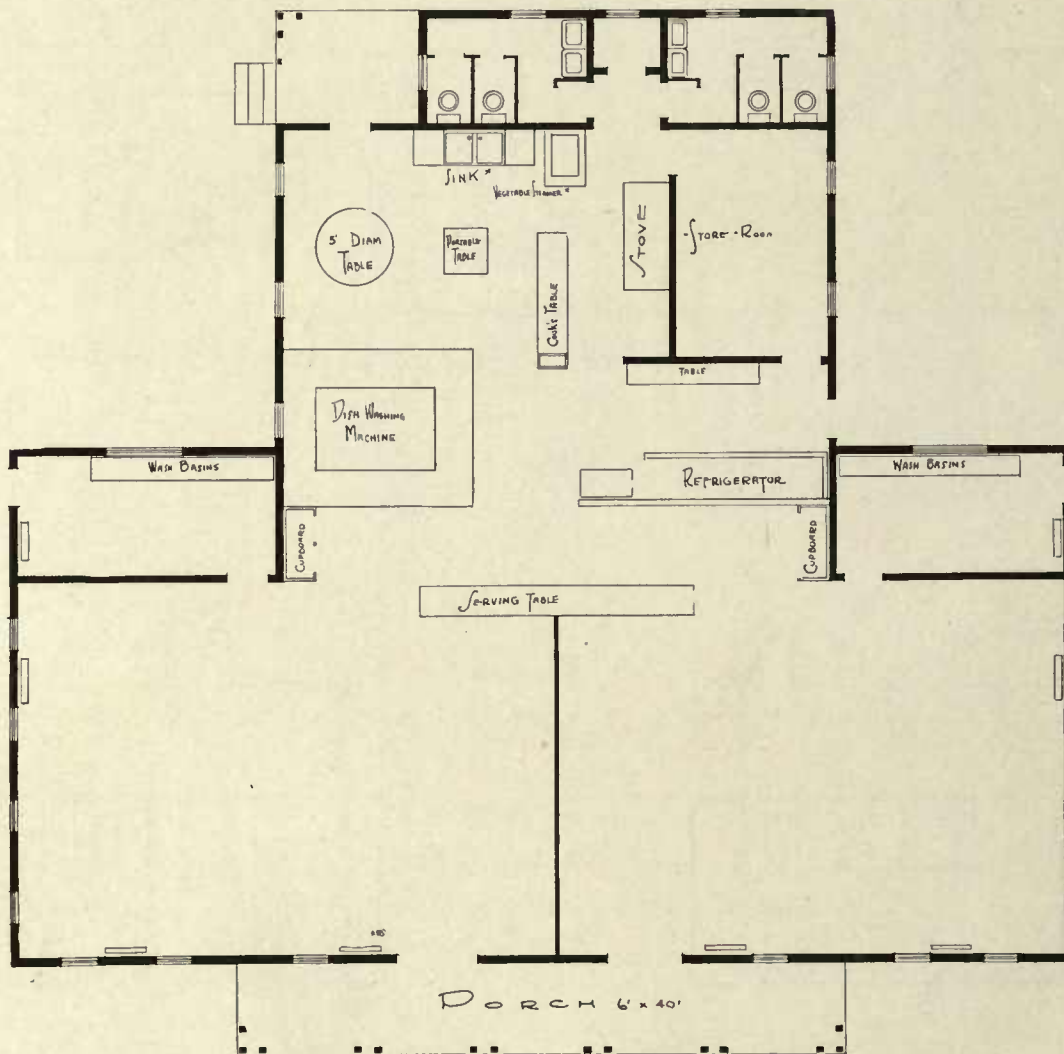 SINK *
VEGETABLE STEAMER *
5' DIAM
TABLE
PORTABLE
TABLE
COOK'S TABLE
STOVE
-STORE-ROOM
TABLE
DISH WASHING
MACHINE
WASH BASINS
REFRIGERATOR
WASH BASINS
CUPBOARD
CUPBOARD
SERVING TABLE
PORCH 6' x 40'